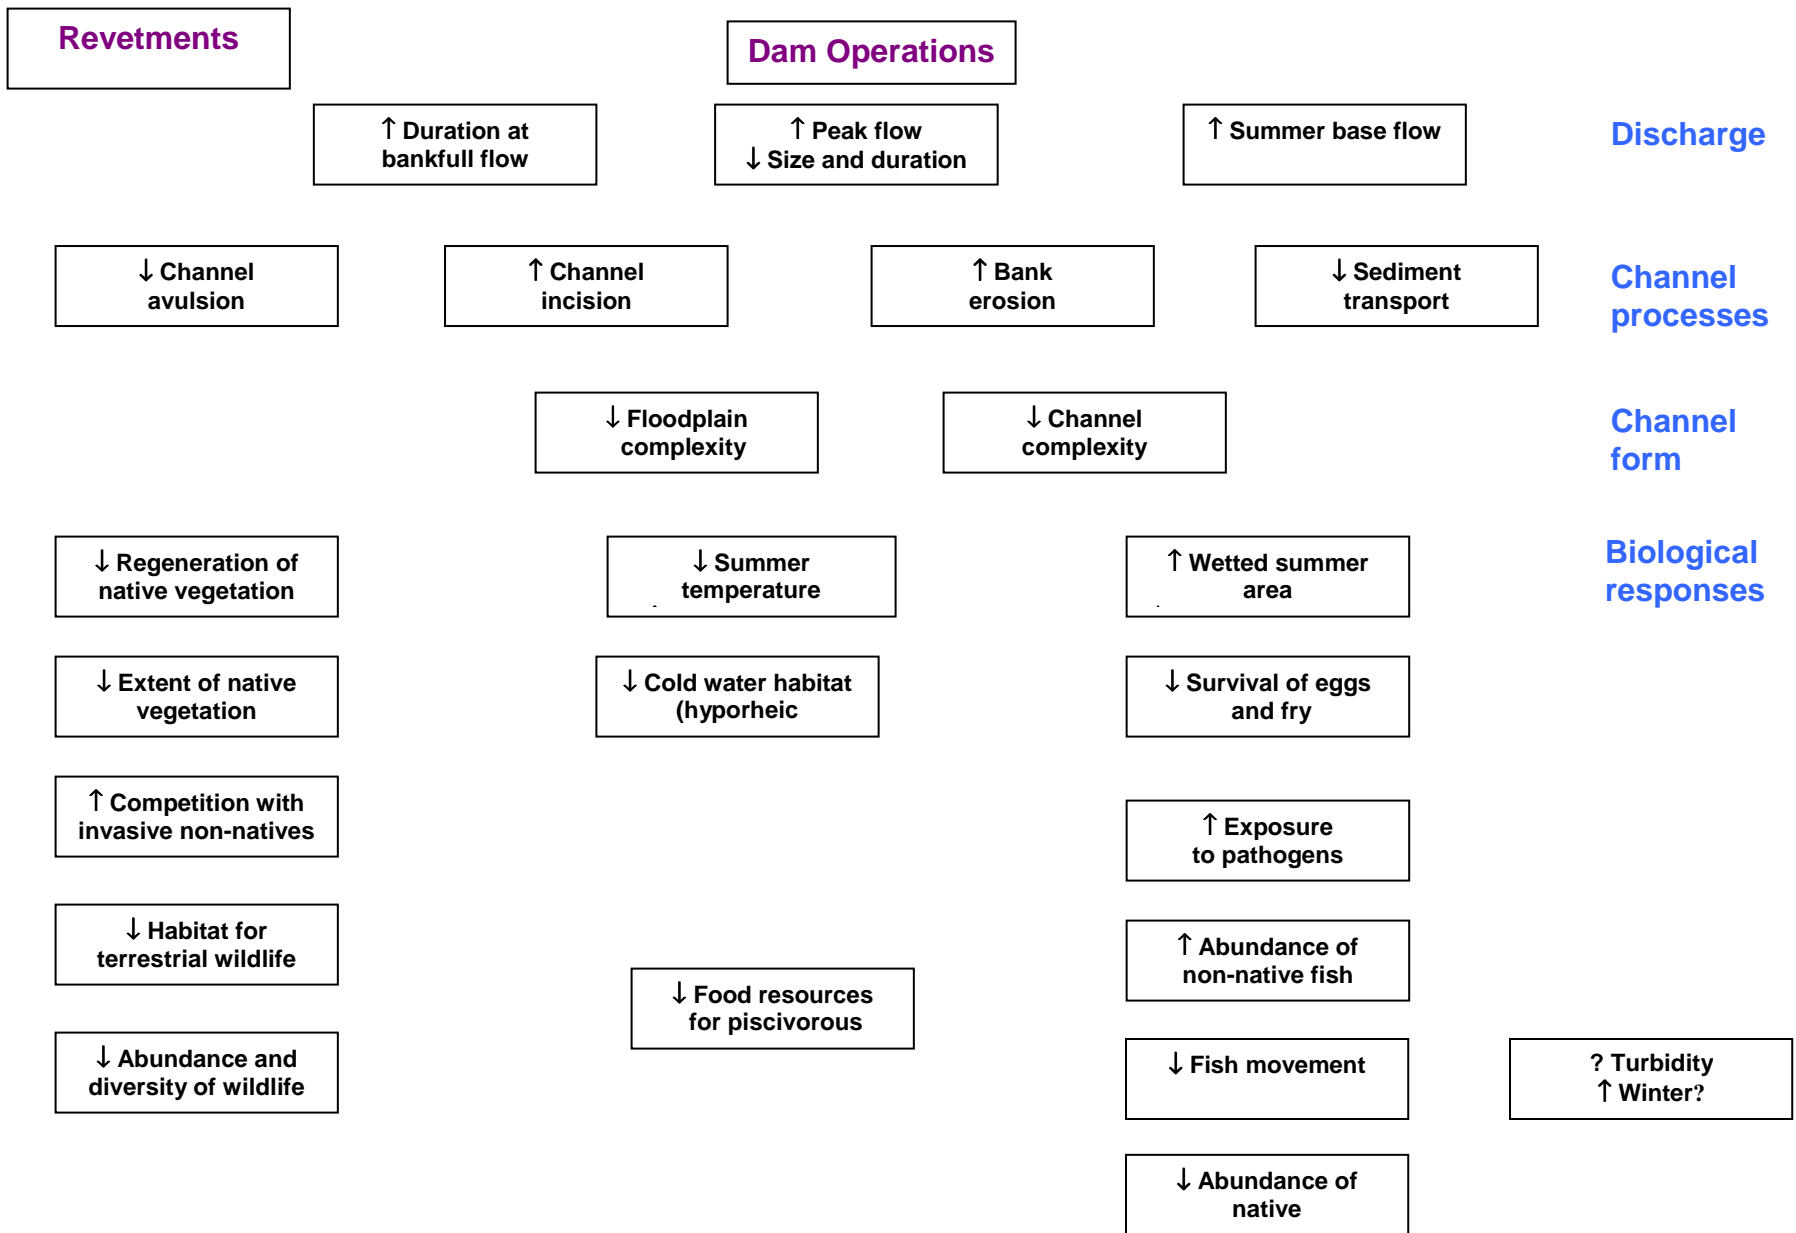 Revetments
Dam Operations
↑ Duration at
bankfull flow
↑ Peak flow
↓ Size and duration
↑ Summer base flow
Discharge
↓ Channel
avulsion
↑ Channel
incision
↑ Bank
erosion
↓ Sediment
transport
Channel
processes
↓ Floodplain
complexity
↓ Channel
complexity
Channel
form
↓ Regeneration of
native vegetation
↓ Summer
temperature
↑ Wetted summer
area
Biological
responses
↓ Extent of native
vegetation
↓ Cold water habitat
(hyporheic
↓ Survival of eggs
and fry
↑ Competition with
invasive non-natives
↑ Exposure
to pathogens
↓ Habitat for
terrestrial wildlife
↑ Abundance of
non-native fish
↓ Food resources
for piscivorous
↓ Abundance and
diversity of wildlife
↓ Fish movement
? Turbidity
↑ Winter?
↓ Abundance of
native